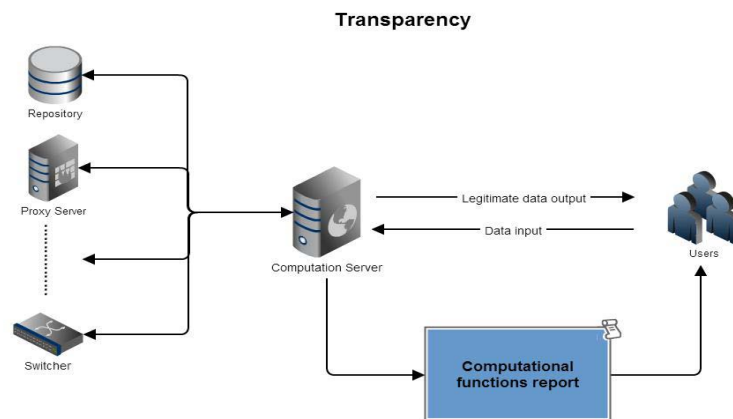 Transparency
Repository
Proxy Server
Switcher
Computation Server
Legitimate data output
Data input
Users
Computational
functions report